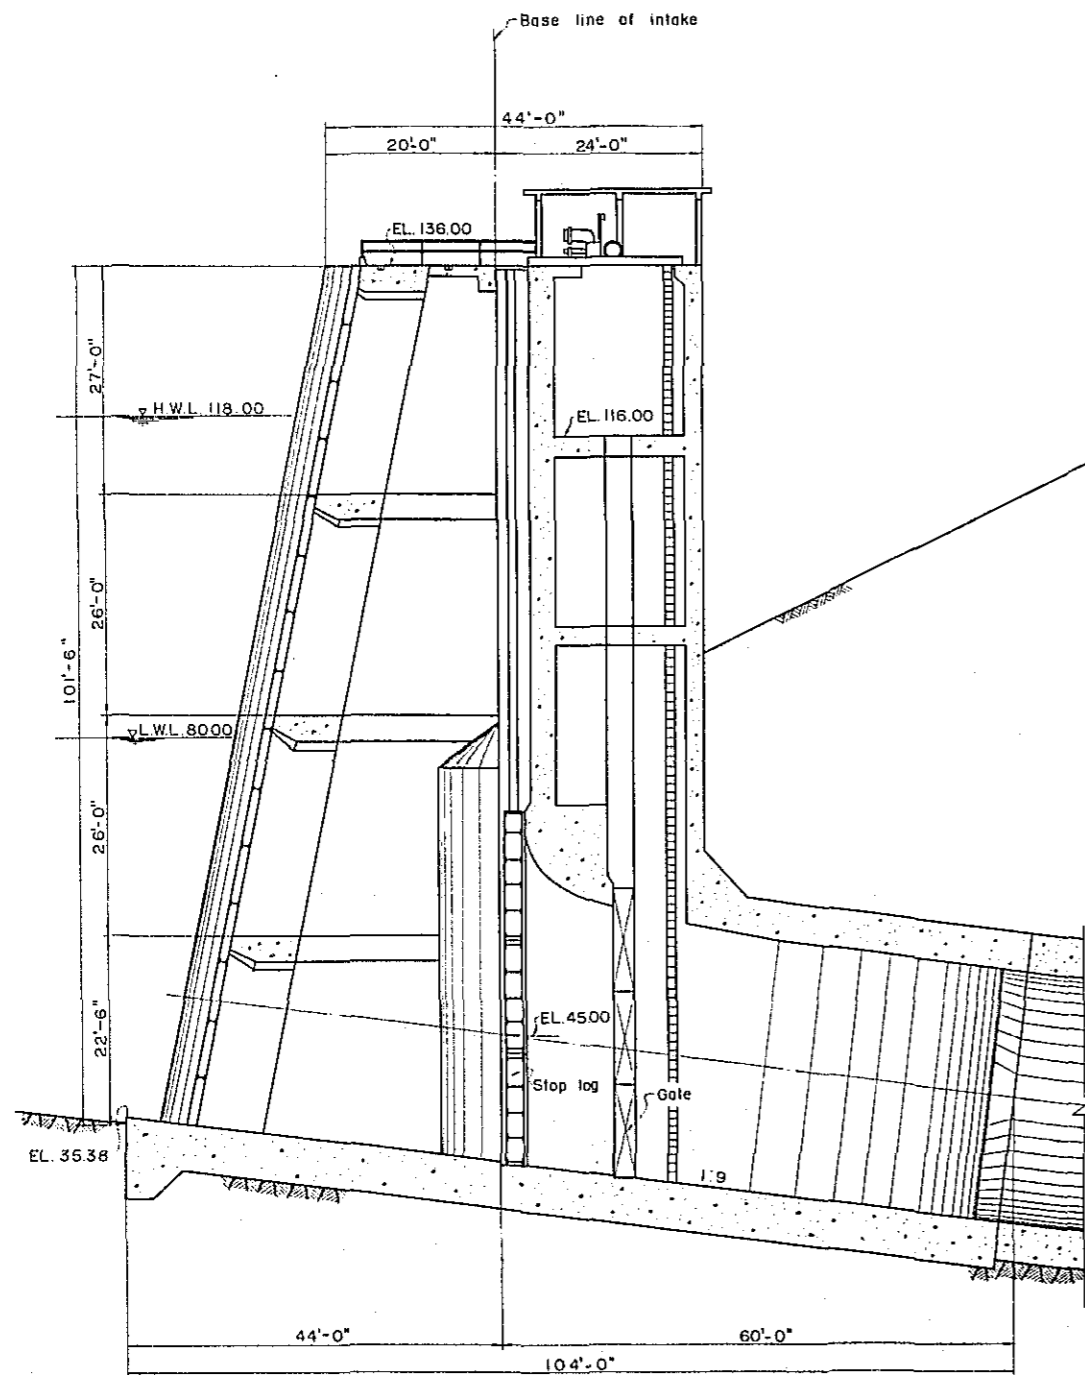 Base line of intake
44'-0"
20'-0"
24'-0"
EL. 136.00
27'-0"
H.W.L. 118.00
EL. 116.00
26'-0"
101'-6"
L.W.L. 80.00
26'-0"
22'-6"
EL. 45.00
Stop log
Gate
EL. 35.38
1:9
44'-0"
60'-0"
104'-0"